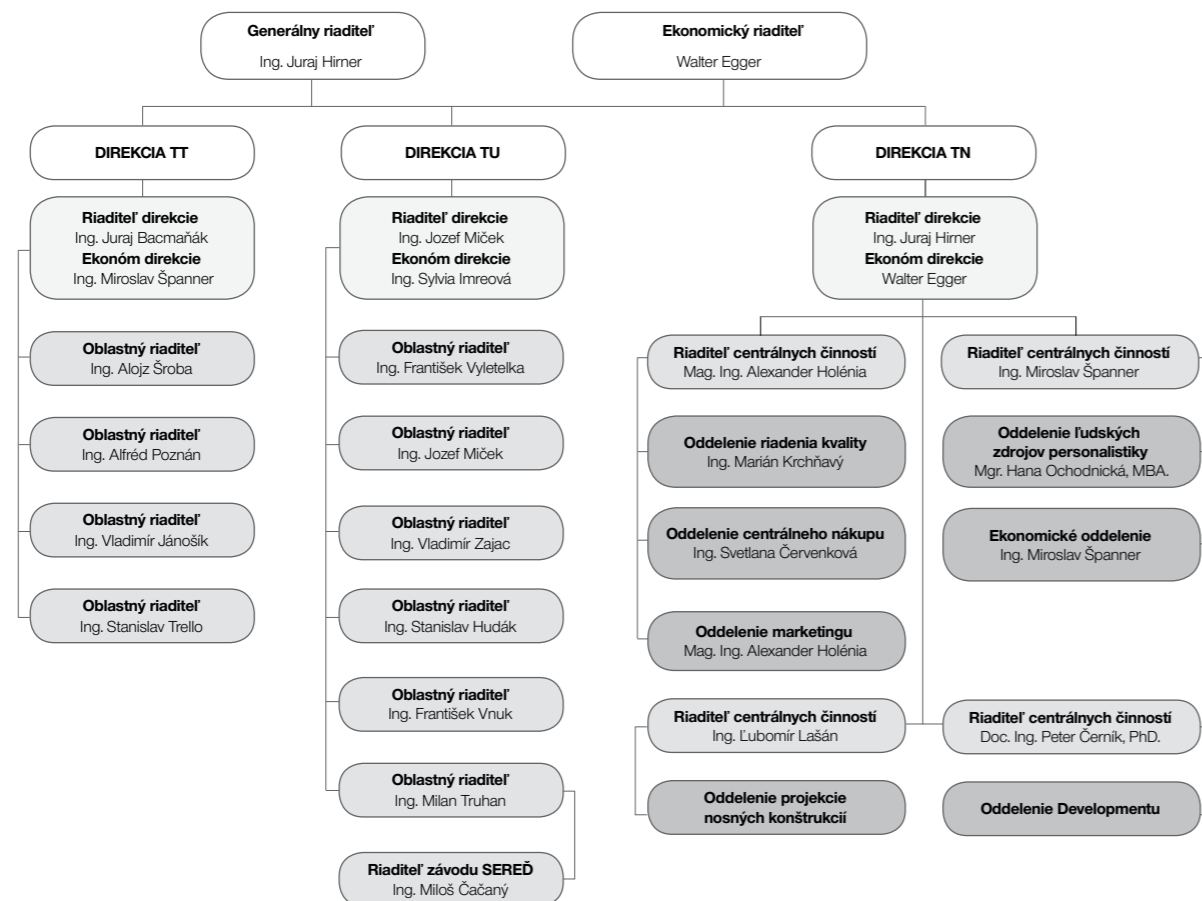 Generálny riaditeľ
Ing. Juraj Hirner
Ekonomický riaditeľ
Walter Egger
DIREKCIA TT
DIREKCIA TU
DIREKCIA TN
Riaditeľ direkcie
Ing. Juraj Bacmaňák
Ekonóm direkcie
Ing. Miroslav Španner
Oblastný riaditeľ
Ing. Alojz Šroba
Oblastný riaditeľ
Ing. Alfréd Poznán
Oblastný riaditeľ
Ing. Vladimír Jánošík
Oblastný riaditeľ
Ing. Stanislav Trello
Riaditeľ direkcie
Ing. Jozef Miček
Ekonóm direkcie
Ing. Sylvia Imreová
Oblastný riaditeľ
Ing. František Vyletelka
Oblastný riaditeľ
Ing. Jozef Miček
Oblastný riaditeľ
Ing. Vladimír Zajac
Oblastný riaditeľ
Ing. Stanislav Hudák
Oblastný riaditeľ
Ing. František Vnuk
Oblastný riaditeľ
Ing. Milan Truhan
Riaditeľ závodu SEREĎ
Ing. Miloš Čačaný
Riaditeľ direkcie
Ing. Juraj Hirner
Ekonóm direkcie
Walter Egger
Riaditeľ centrálnych činností
Mag. Ing. Alexander Holénia
Oddelenie riadenia kvality
Ing. Marián Krchňavý
Oddelenie centrálneho nákupu
Ing. Svetlana Červenková
Oddelenie marketingu
Mag. Ing. Alexander Holénia
Riaditeľ centrálnych činností
Ing. Miroslav Španner
Oddelenie ľudských
zdrojov personalistiky
Mgr. Hana Ochodnická, MBA.
Ekonomické oddelenie
Ing. Miroslav Španner
Riaditeľ centrálnych činností
Ing. Ľubomír Lašán
Oddelenie projekcie
nosných konštrukcií
Riaditeľ centrálnych činností
Doc. Ing. Peter Černík, PhD.
Oddelenie Developmentu